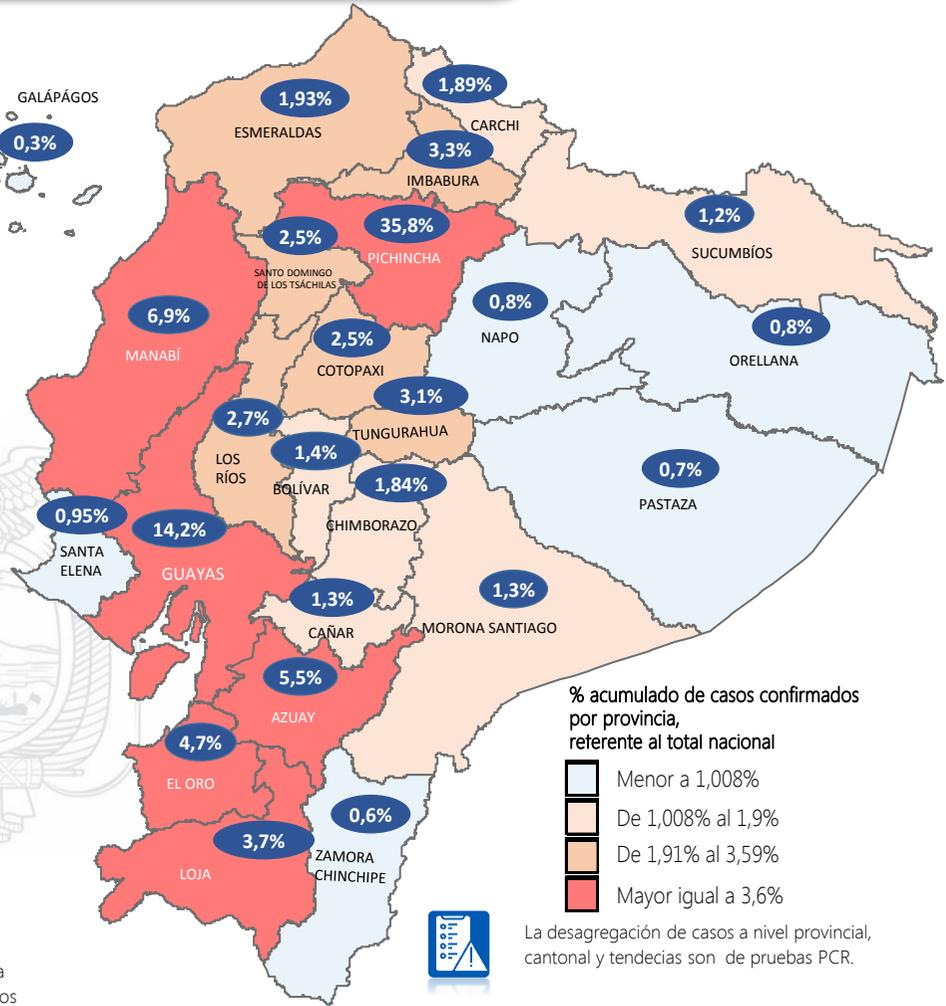 GALÁPÁGOS
0,3%
1,93%
ESMERALDAS
1,89%
CARCHI
3,3%
IMBABURA
1,2%
SUCUMBÍOS
35,8%
PICHINCHA
2,5%
SANTO DOMINGO
DE LOS TSÁCHILAS
6,9%
MANABÍ
0,8%
NAPO
0,8%
ORELLANA
2,5%
COTOPAXI
3,1%
TUNGURAHUA
2,7%
LOS
RÍOS
1,4%
BOLÍVAR
1,84%
CHIMBORAZO
0,7%
PASTAZA
0,95%
SANTA
ELENA
14,2%
GUAYAS
1,3%
CAÑAR
1,3%
MORONA SANTIAGO
5,5%
AZUAY
4,7%
EL ORO
3,7%
LOJA
0,6%
ZAMORA
CHINCHIPE
% acumulado de casos confirmados
por provincia,
referente al total nacional
Menor a 1,008%
De 1,008% al 1,9%
De 1,91% al 3,59%
Mayor igual a 3,6%
La desagregación de casos a nivel provincial,
cantonal y tendecias son de pruebas PCR.